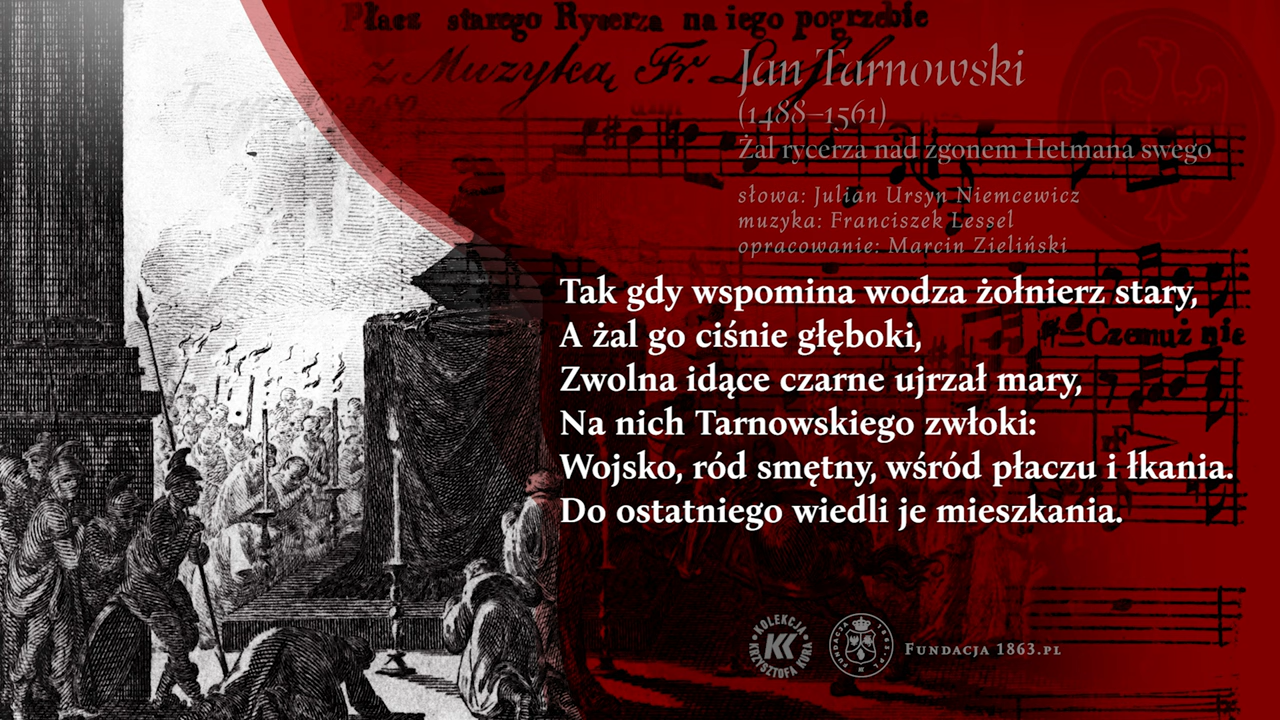 Płacz starego Rycerza na iego pogrzebie
z Muzyką Fr.
Jan Tarnowski
(1488–1561)
Żal rycerza nad zgonem Hetmana swego
słowa: Julian Ursyn Niemcewicz
muzyka: Franciszek Lessel
opracowanie: Marcin Zieliński
Tak gdy wspomina wodza żołnierz stary,
A żal go ciśnie głęboki,
Czemuż nie
Zwolna idące czarne ujrzał mary,
Na nich Tarnowskiego zwłoki:
Wojsko, ród smętny, wśród płaczu i łkania.
Do ostatniego wiedli je mieszkania.
KOLEKCJA KRZYSZTOFA KURA
KK
Fundacja 1863.pl